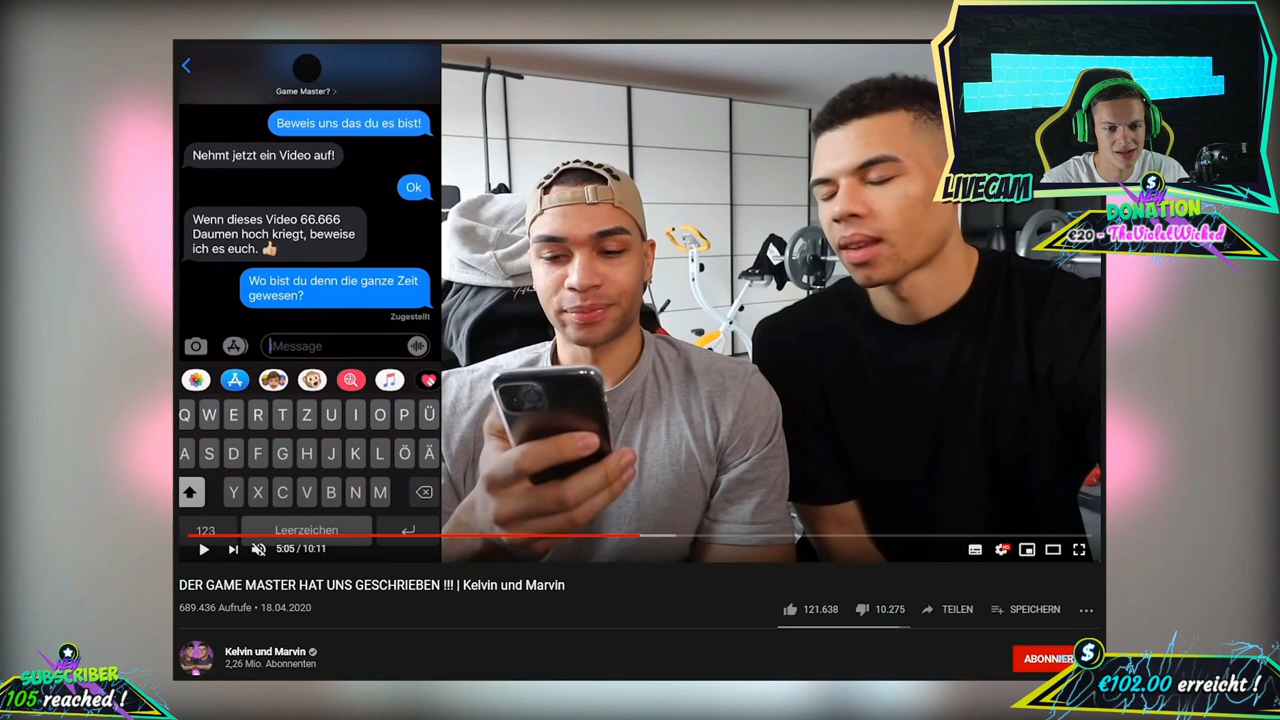 Game Master?
Beweis uns das du es bist!
Nehmt jetzt ein Video auf!
Ok
Wenn dieses Video 66.666
Daumen hoch kriegt, beweise
ich es euch. 👍
Wo bist du denn die ganze Zeit
gewesen?
Zugestellt
iMessage
Q W E R T Z U I O P Ü
A S D F G H J K L Ö Ä
Y X C V B N M
123 Leerzeichen
5:05 / 10:11
DER GAME MASTER HAT UNS GESCHRIEBEN !!! | Kelvin und Marvin
689.436 Aufrufe • 18.04.2020
121.638 10.275 TEILEN SPEICHERN
Kelvin und Marvin
2,26 Mio. Abonnenten
ABONNIER
LIVECAM
NEW
DONATION
€20 - TheVioletWicked
NEW
SUBSCRIBER
105 reached !
€102.00 erreicht !